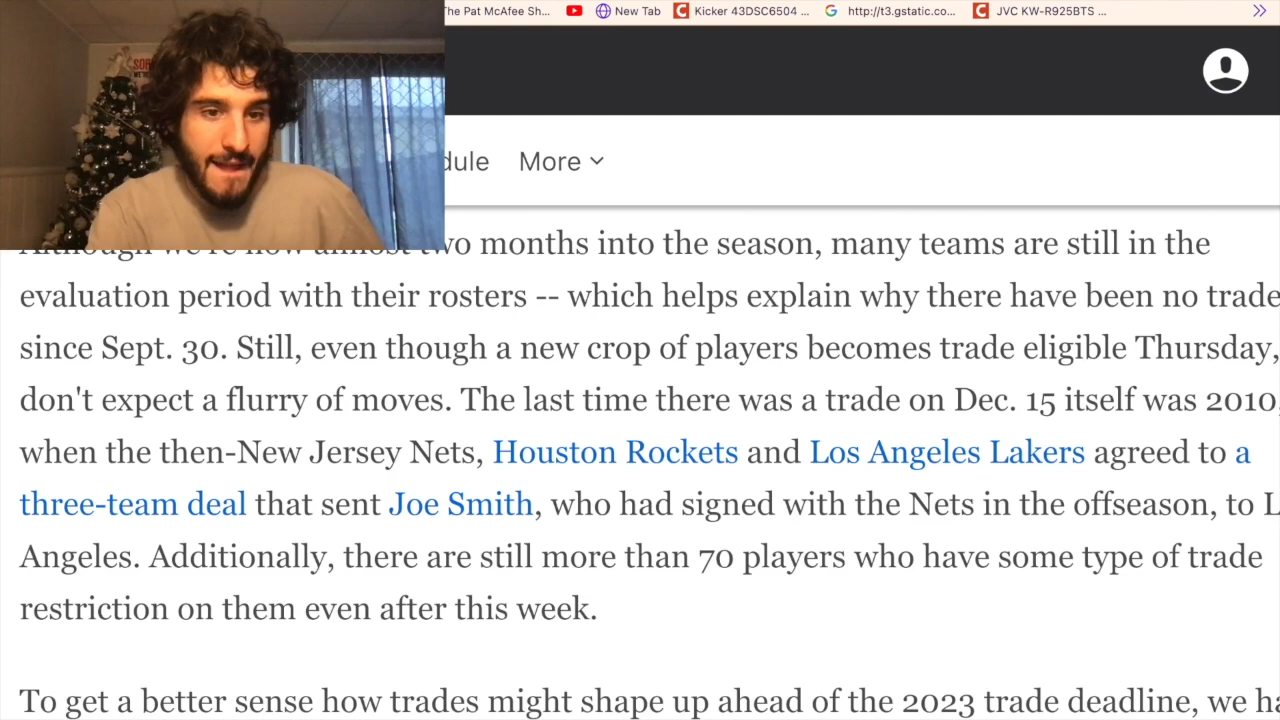 he Pat McAfee Sh... New Tab Kicker 43DSC6504 ... http://t3.gstatic.co... JVC KW-R925BTS ...
SOR
dule More
Although we're now almost two months into the season, many teams are still in the
evaluation period with their rosters -- which helps explain why there have been no trade
since Sept. 30. Still, even though a new crop of players becomes trade eligible Thursday,
don't expect a flurry of moves. The last time there was a trade on Dec. 15 itself was 2010,
when the then-New Jersey Nets, Houston Rockets and Los Angeles Lakers agreed to a
three-team deal that sent Joe Smith, who had signed with the Nets in the offseason, to L
Angeles. Additionally, there are still more than 70 players who have some type of trade
restriction on them even after this week.
To get a better sense how trades might shape up ahead of the 2023 trade deadline, we ha